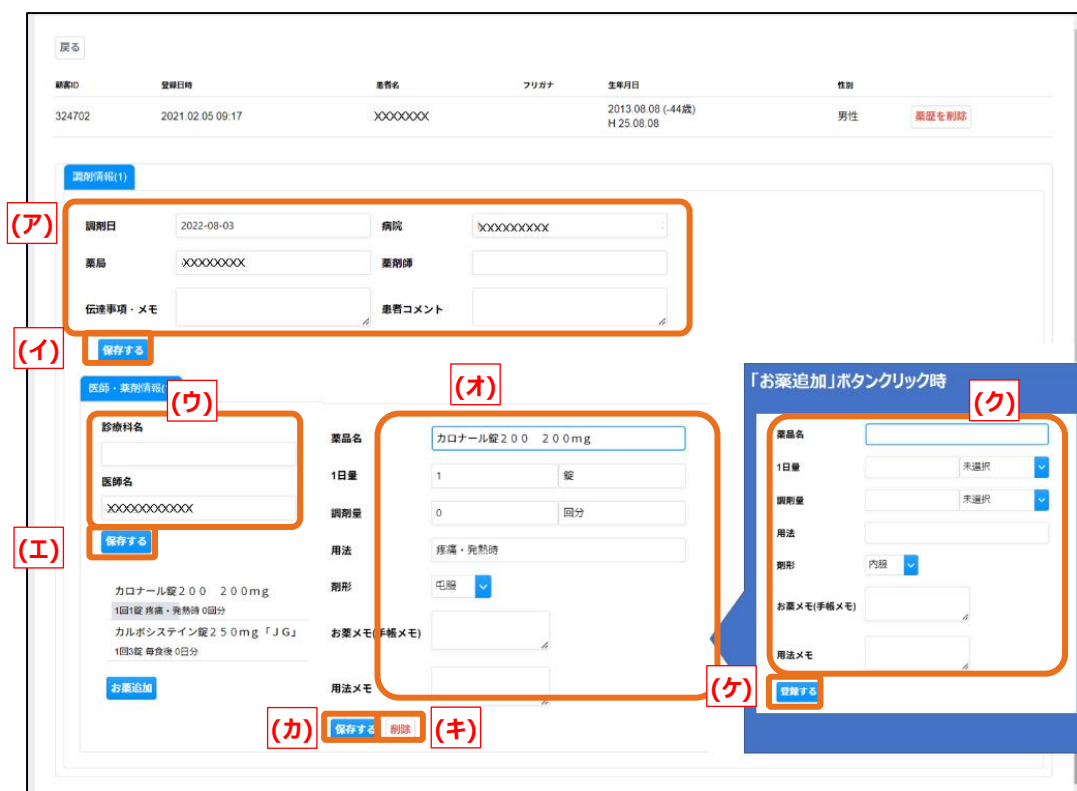 戻る
顧客ID 登録日時 患者名 フリガナ 生年月日 性別
324702 2021.02.05 09:17 XXXXXXX 2013.08.08 (-44歳) 男性 薬歴を削除
H 25.08.08
調剤情報(1)
(ア)
調剤日 2022-08-03 病院 XXXXXXXXX
薬局 XXXXXXXX 薬剤師
伝達事項・メモ 患者コメント
(イ)
保存する
医師・薬剤情報(
(ウ)
診療科名
医師名
XXXXXXXXXXX
(エ)
保存する
カロナール錠200 200mg
1回1錠 疼痛・発熱時 0回分
カルボシステイン錠250mg「JG」
1回3錠 毎食後 0日分
お薬追加
(オ)
薬品名 カロナール錠200 200mg
1日量 1 錠
調剤量 0 回分
用法 疼痛・発熱時
剤形 屯服
お薬メモ(手帳メモ)
用法メモ
(カ)
保存する 削除
(キ)
「お薬追加」ボタンクリック時
(ク)
薬品名
1日量 未選択
調剤量 未選択
用法
剤形 内服
お薬メモ(手帳メモ)
用法メモ
(ケ)
登録する